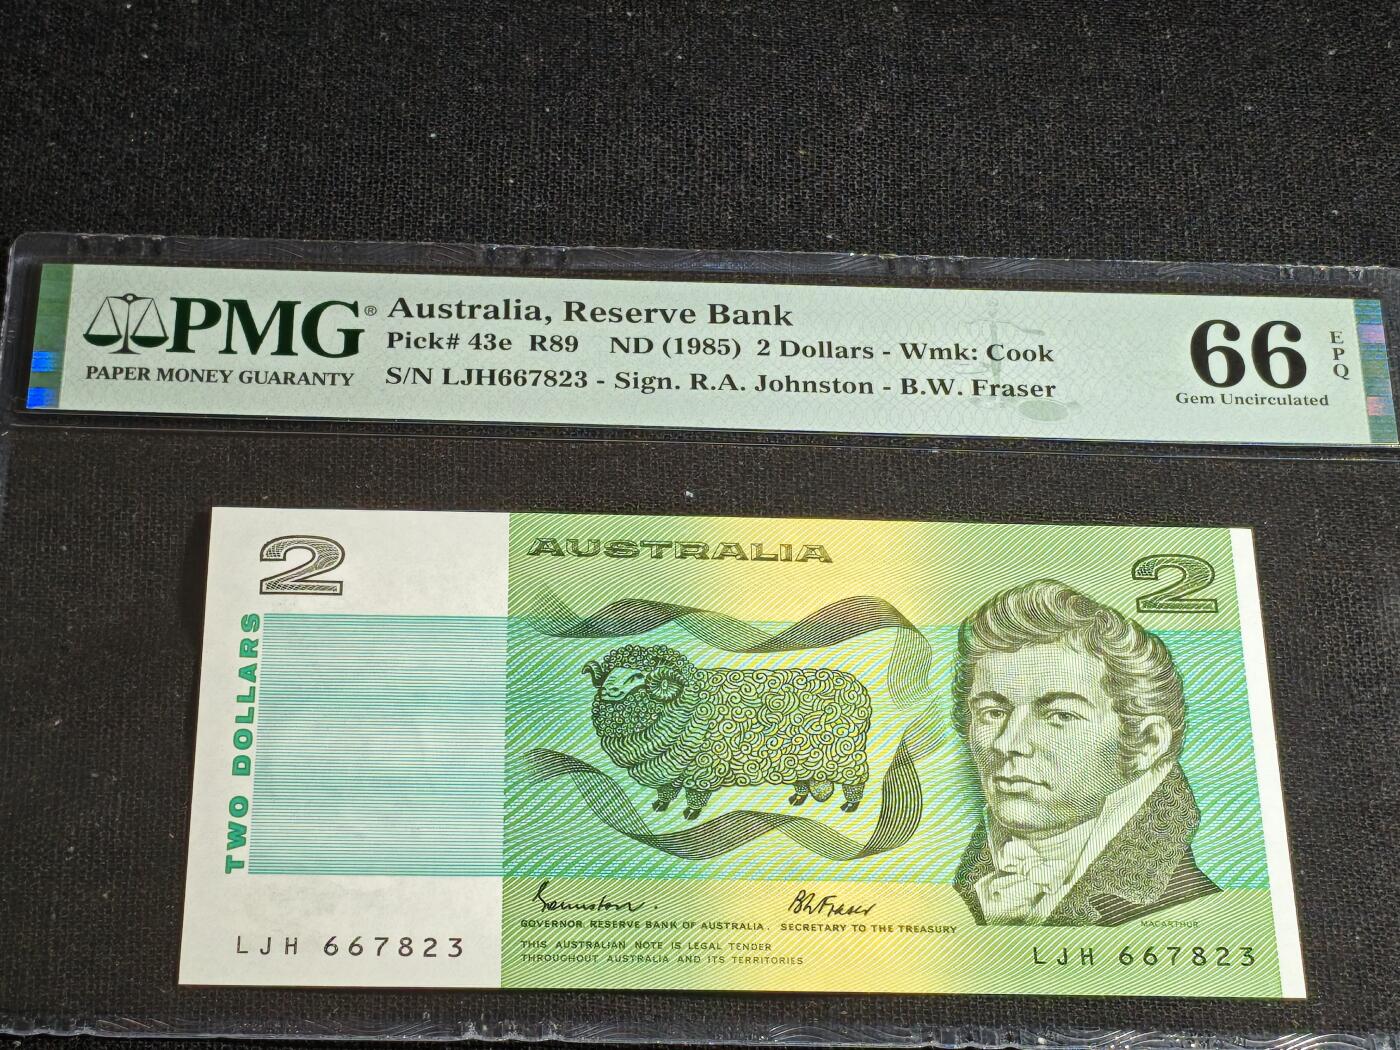 PMG®
PAPER MONEY GUARANTY
Australia, Reserve Bank
Pick# 43e R89 ND (1985) 2 Dollars - Wmk: Cook
S/N LJH667823 - Sign. R.A. Johnston - B.W. Fraser
66
EPQ
Gem Uncirculated
2
AUSTRALIA
2
TWO DOLLARS
Johnston.
BWFraser
GOVERNOR, RESERVE BANK OF AUSTRALIA. SECRETARY TO THE TREASURY
MACARTHUR
THIS AUSTRALIAN NOTE IS LEGAL TENDER
THROUGHOUT AUSTRALIA AND ITS TERRITORIES
LJH 667823
LJH 667823